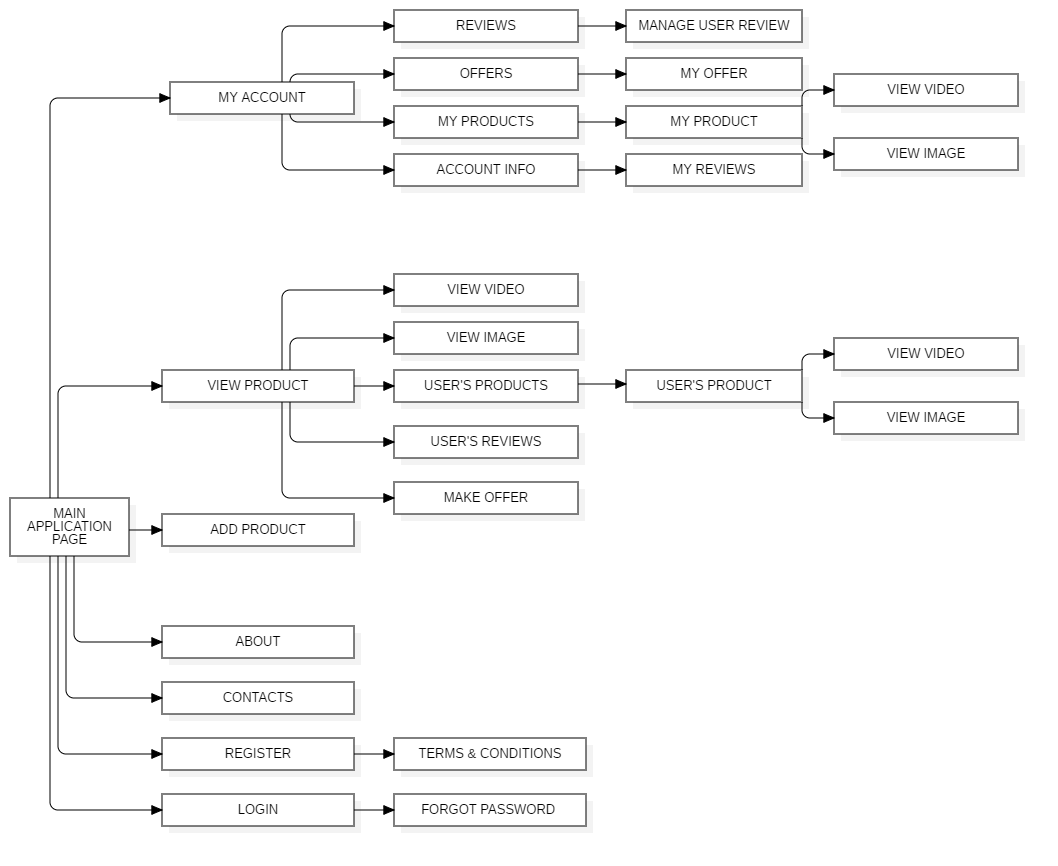 REVIEWS
MANAGE USER REVIEW
OFFERS
MY OFFER
MY ACCOUNT
VIEW VIDEO
MY PRODUCTS
MY PRODUCT
VIEW IMAGE
ACCOUNT INFO
MY REVIEWS
VIEW VIDEO
VIEW IMAGE
VIEW VIDEO
VIEW PRODUCT
USER'S PRODUCTS
USER'S PRODUCT
VIEW IMAGE
USER'S REVIEWS
MAKE OFFER
MAIN
APPLICATION
PAGE
ADD PRODUCT
ABOUT
CONTACTS
REGISTER
TERMS & CONDITIONS
LOGIN
FORGOT PASSWORD